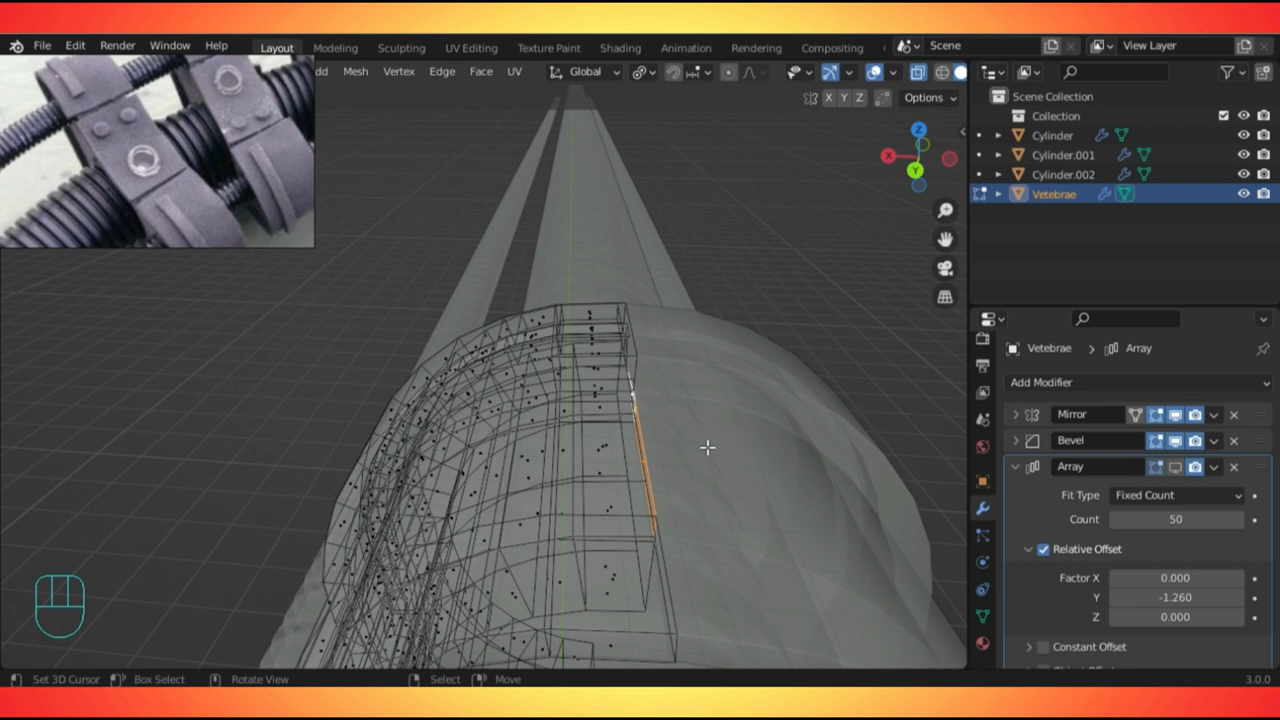 File Edit Render Window Help Layout Modeling Sculpting UV Editing Texture Paint Shading Animation Rendering Compositing Scene View Layer
dd Mesh Vertex Edge Face UV Global
X Y Z Options
Z
X
Y
Scene Collection
Collection
Cylinder
Cylinder.001
Cylinder.002
Vetebrae
Vetebrae > Array
Add Modifier
Mirror
Bevel
Array
Fit Type Fixed Count
Count 50
Relative Offset
Factor X 0.000
Y -1.260
Z 0.000
Constant Offset
Set 3D Cursor Box Select Rotate View Select Move 3.0.0